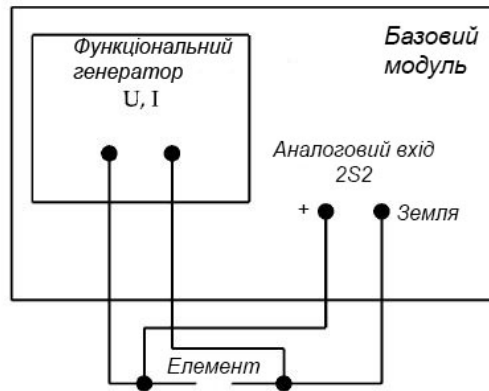 Функціональний
генератор
U, I
Базовий
модуль
Аналоговий вхід
2S2
+
Земля
Елемент